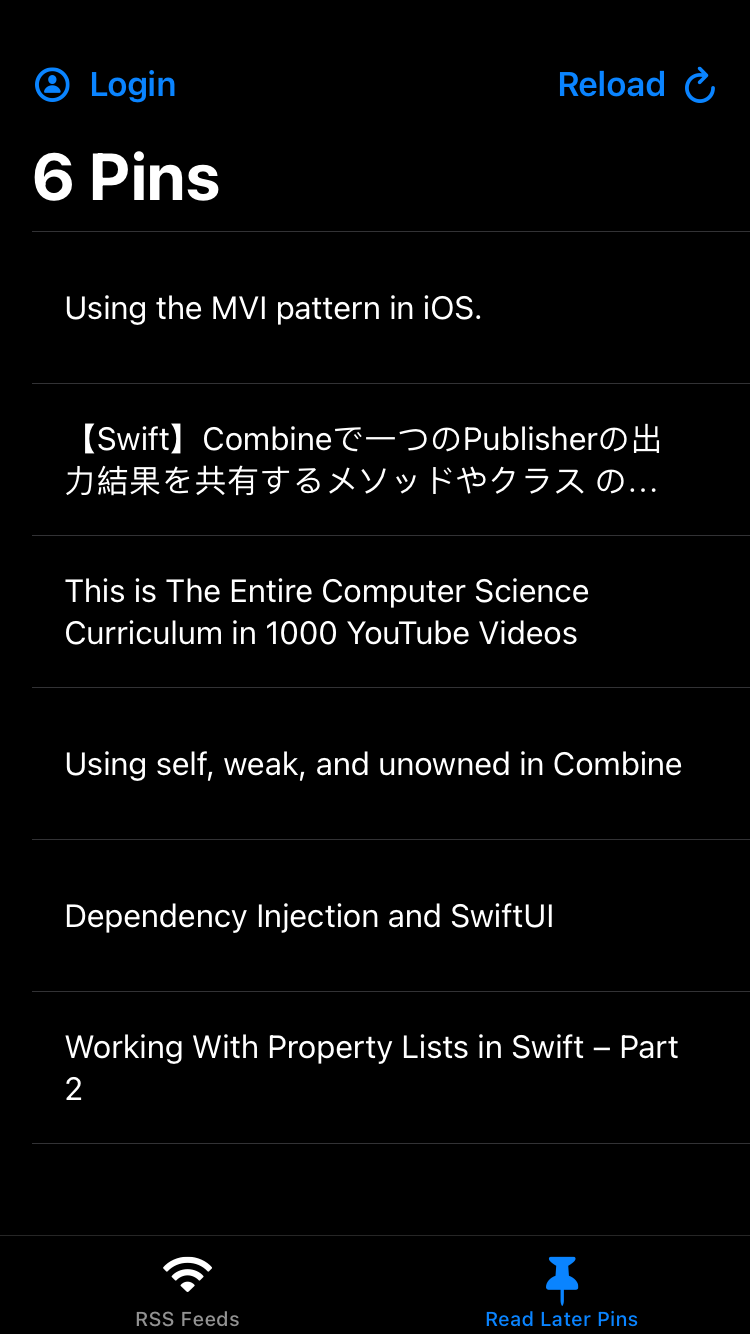 Login
Reload
6 Pins
Using the MVI pattern in iOS.
【Swift】Combineで一つのPublisherの出
力結果を共有するメソッドやクラス の...
This is The Entire Computer Science
Curriculum in 1000 YouTube Videos
Using self, weak, and unowned in Combine
Dependency Injection and SwiftUI
Working With Property Lists in Swift – Part
2
RSS Feeds
Read Later Pins